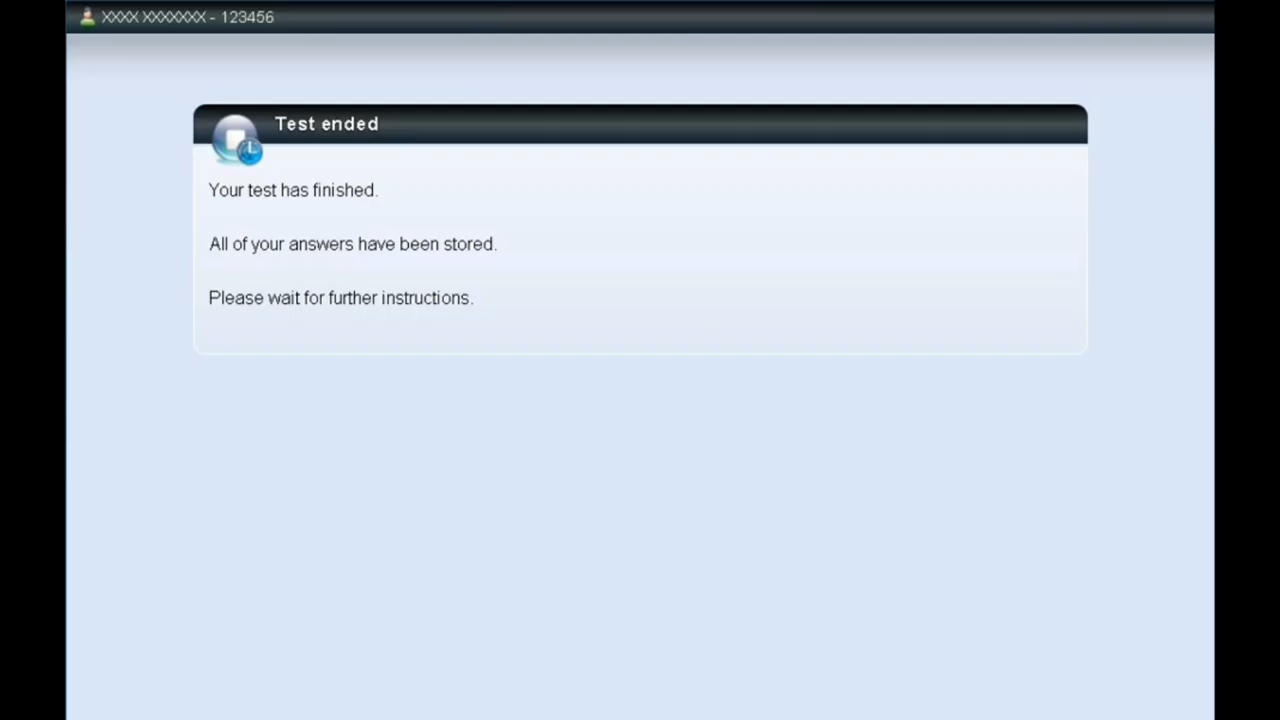 XXXX XXXXXXX - 123456
Test ended
Your test has finished.
All of your answers have been stored.
Please wait for further instructions.